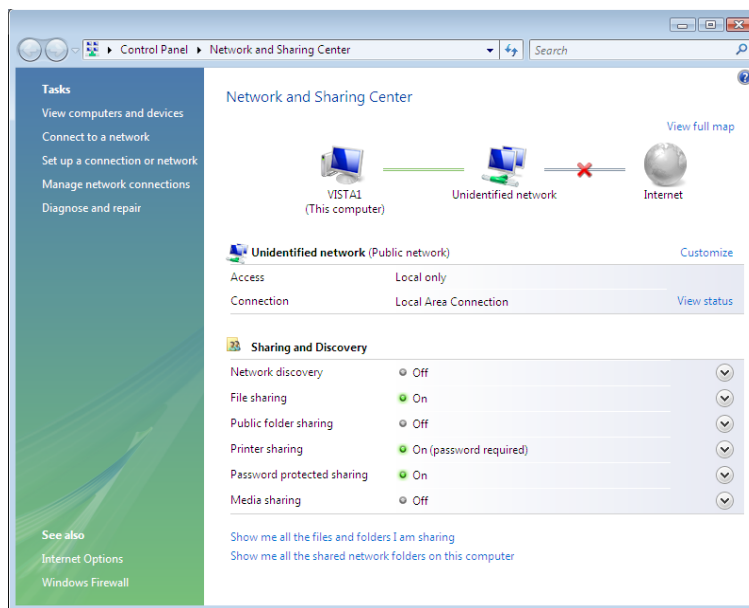 Control Panel Network and Sharing Center Search
Tasks
View computers and devices
Connect to a network
Set up a connection or network
Manage network connections
Diagnose and repair
Network and Sharing Center
View full map
VISTA1
(This computer)
Unidentified network
Internet
Unidentified network (Public network) Customize
Access Local only
Connection Local Area Connection View status
Sharing and Discovery
Network discovery Off
File sharing On
Public folder sharing Off
Printer sharing On (password required)
Password protected sharing On
Media sharing Off
Show me all the files and folders I am sharing
Show me all the shared network folders on this computer
See also
Internet Options
Windows Firewall